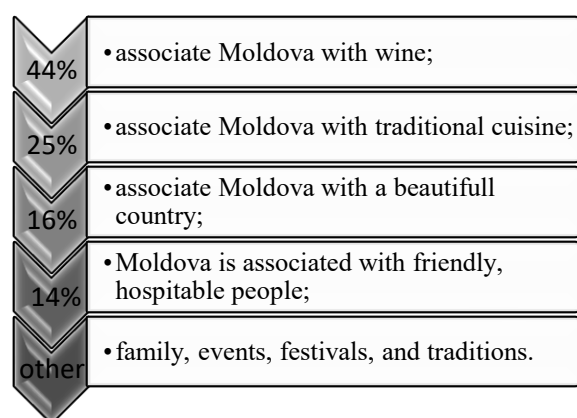 44%
•associate Moldova with wine;
25%
•associate Moldova with traditional cuisine;
16%
•associate Moldova with a beautifull
country;
14%
•Moldova is associated with friendly,
hospitable people;
other
•family, events, festivals, and traditions.